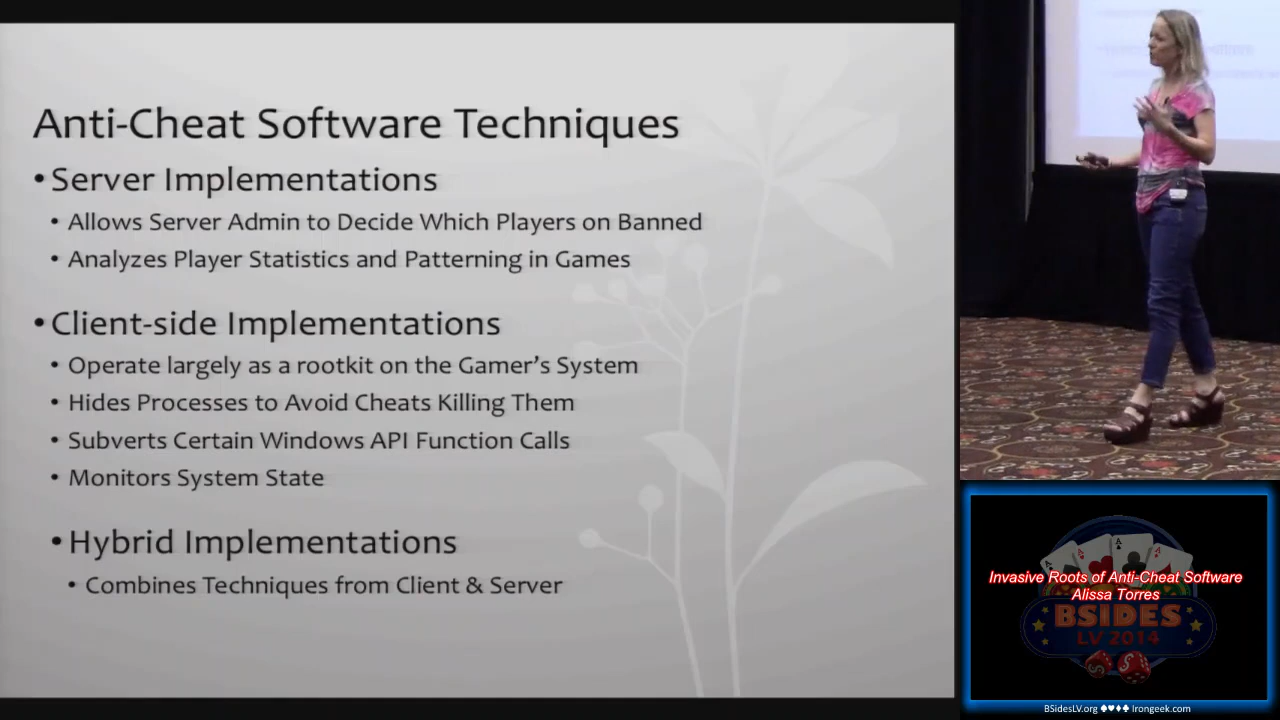 Anti-Cheat Software Techniques
• Server Implementations
• Allows Server Admin to Decide Which Players on Banned
• Analyzes Player Statistics and Patterning in Games
• Client-side Implementations
• Operate largely as a rootkit on the Gamer's System
• Hides Processes to Avoid Cheats Killing Them
• Subverts Certain Windows API Function Calls
• Monitors System State
• Hybrid Implementations
• Combines Techniques from Client & Server
Invasive Roots of Anti-Cheat Software
Alissa Torres
BSIDES
LV 2014
BSidesLV.org ♠♥♦♣ Irongeek.com